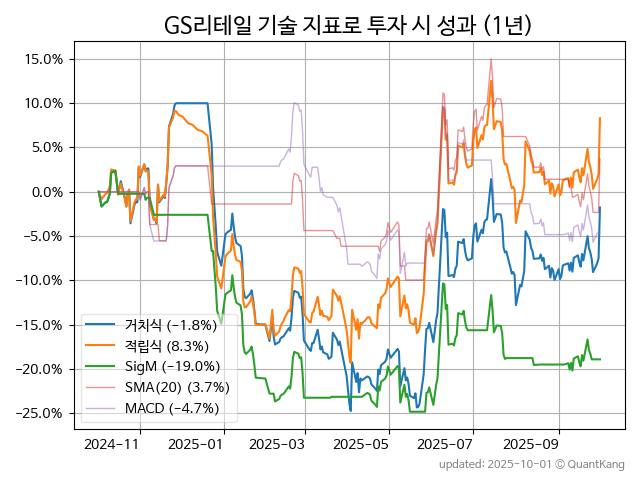 GS리테일 기술 지표로 투자 시 성과 (1년)
15.0%
10.0%
5.0%
0.0%
−5.0%
−10.0%
−15.0%
−20.0%
−25.0%
거치식 (−1.8%)
적립식 (8.3%)
SigM (−19.0%)
SMA(20) (3.7%)
MACD (−4.7%)
2024−11 2025−01 2025−03 2025−05 2025−07 2025−09
updated: 2025-10-01 © QuantKang